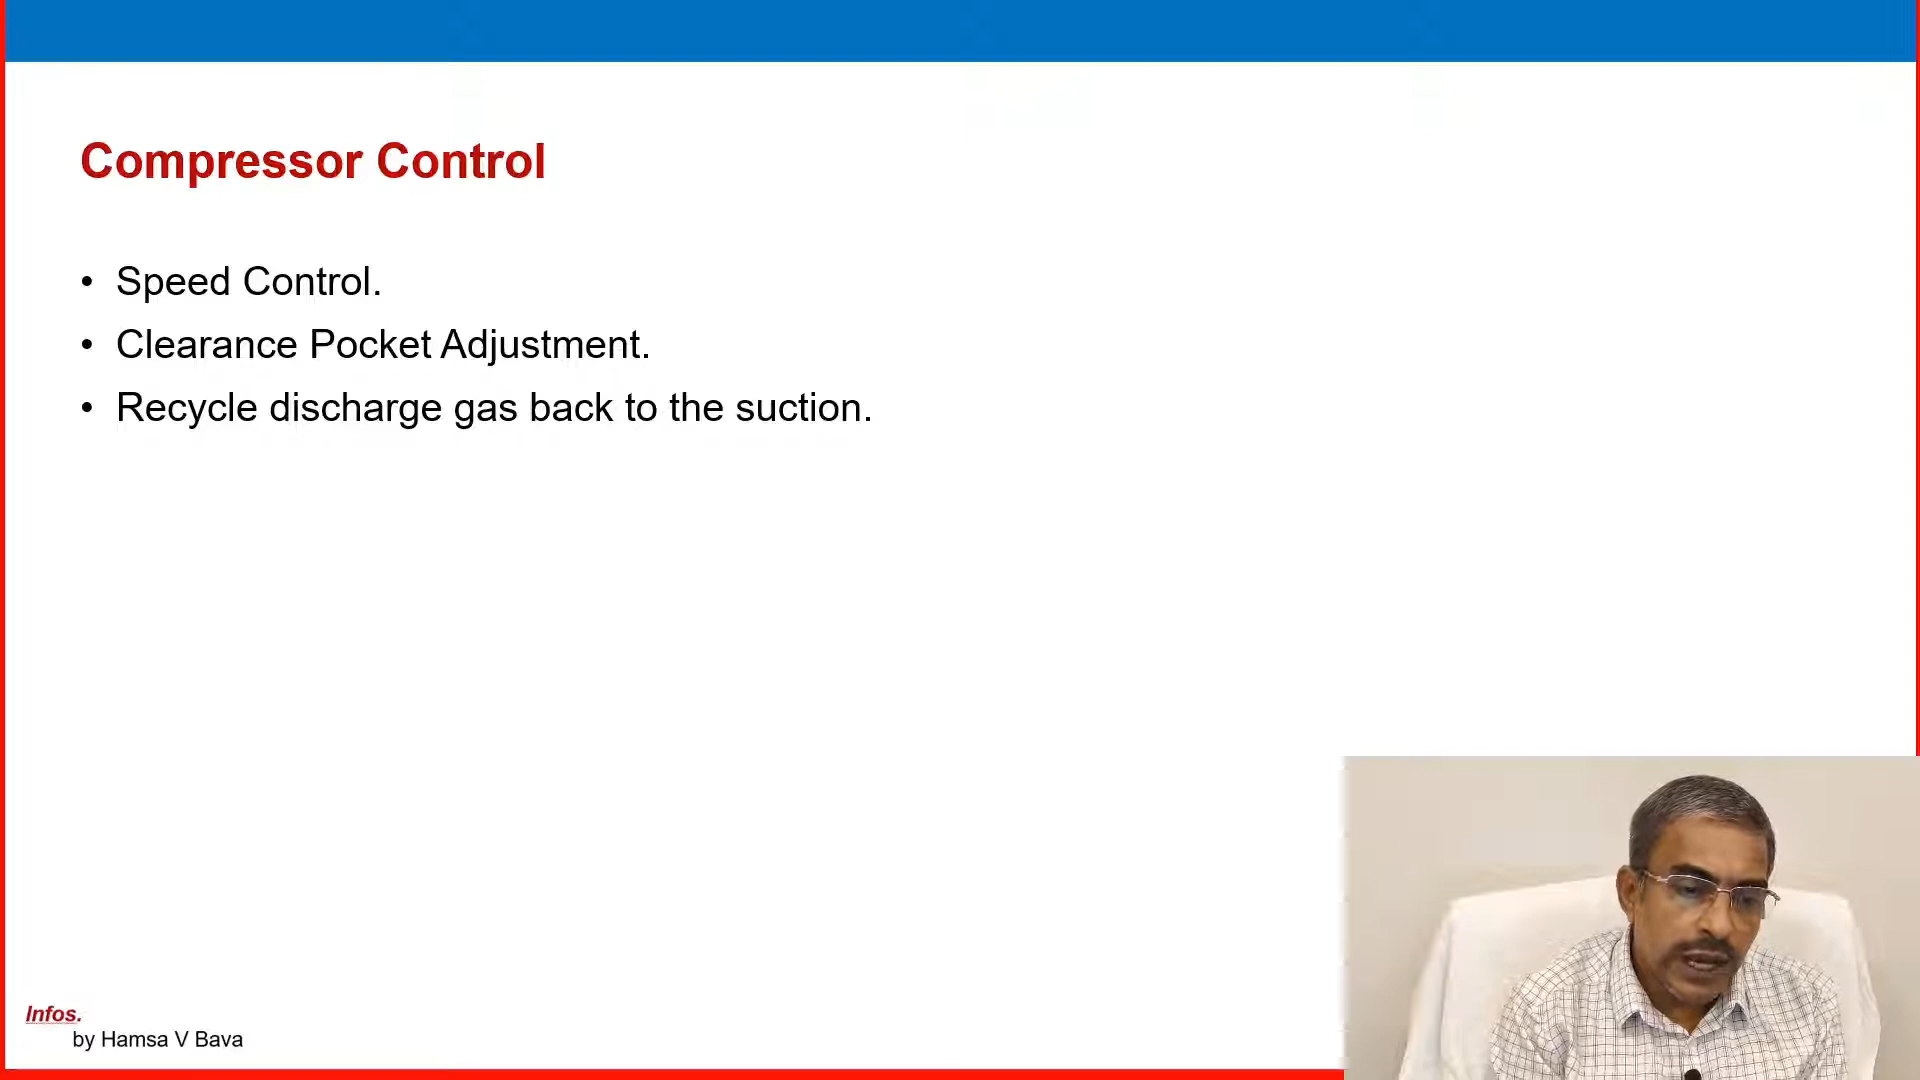 Compressor Control
• Speed Control.
• Clearance Pocket Adjustment.
• Recycle discharge gas back to the suction.
Infos.
by Hamsa V Bava